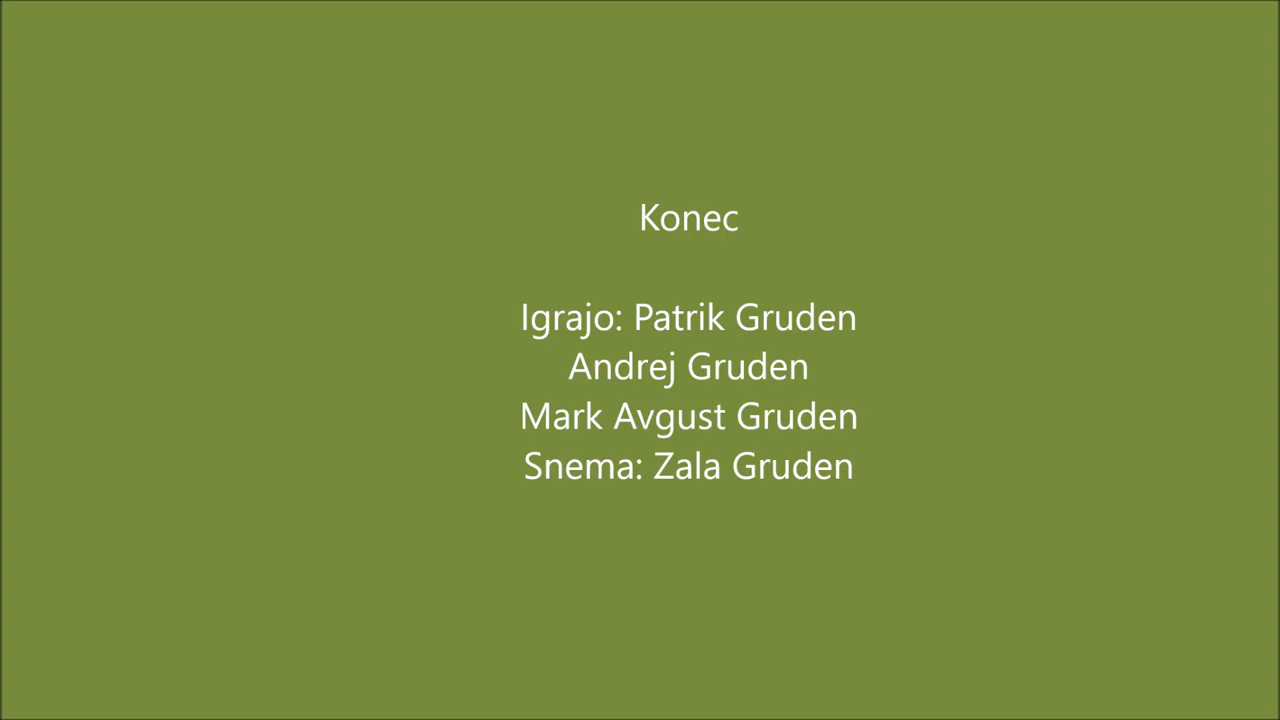 Konec
Igrajo: Patrik Gruden
Andrej Gruden
Mark Avgust Gruden
Snema: Zala Gruden